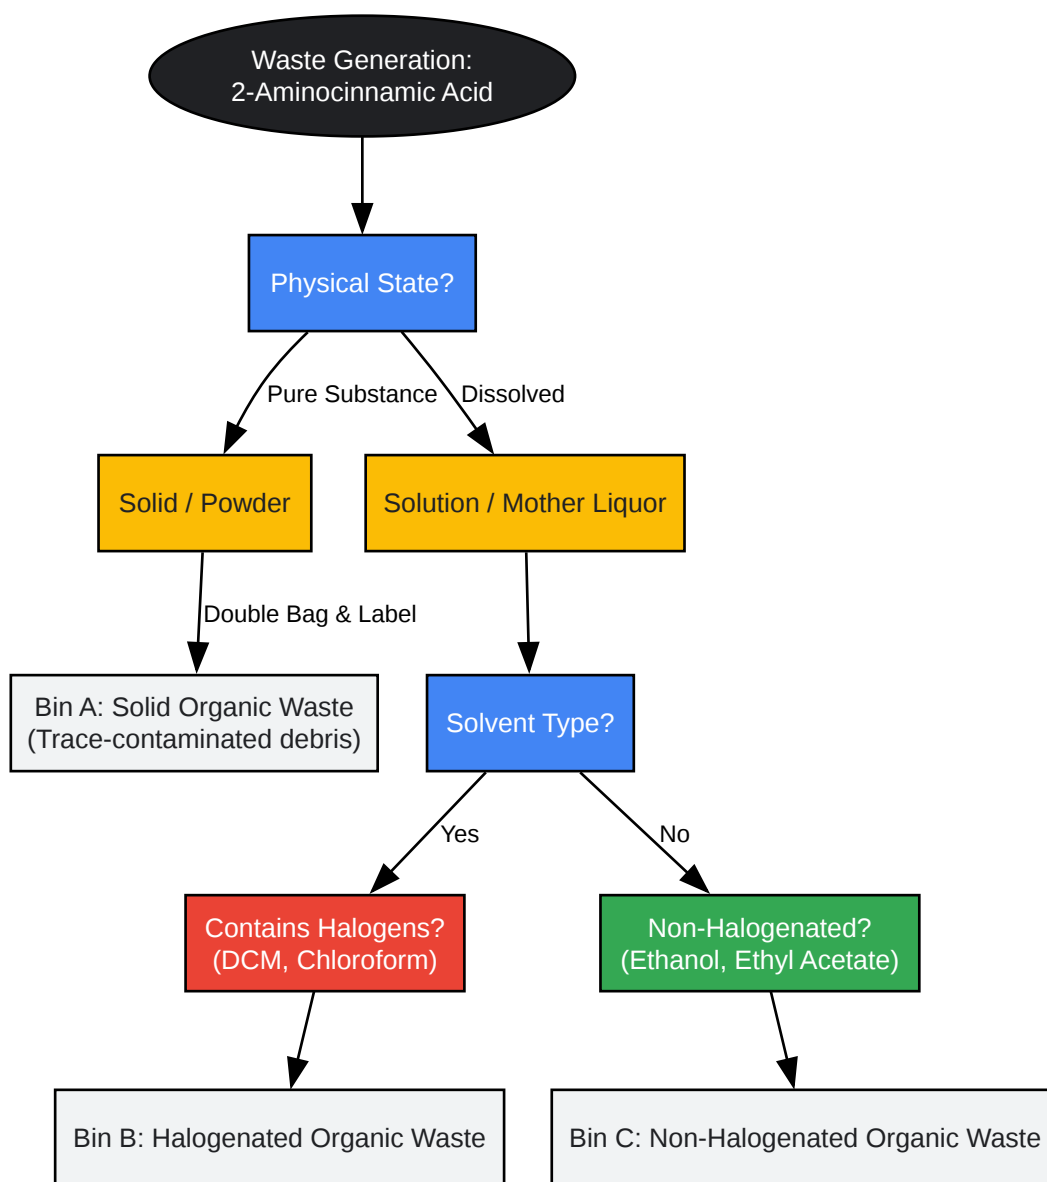 Waste Generation:
2-Aminocinnamic Acid
Physical State?
Pure Substance
Dissolved
Solid / Powder
Solution / Mother Liquor
Double Bag & Label
Bin A: Solid Organic Waste
(Trace-contaminated debris)
Solvent Type?
Yes
No
Contains Halogens?
(DCM, Chloroform)
Non-Halogenated?
(Ethanol, Ethyl Acetate)
Bin B: Halogenated Organic Waste
Bin C: Non-Halogenated Organic Waste